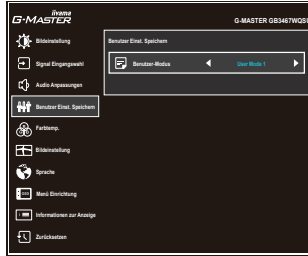 iiyama
G-MASTER
G-MASTER GB3467WQSU
Bildeinstellung
Benutzer Einst. Speichern
Signal Eingangswahl
Benutzer-Modus
User Mode 1
Audio Anpassungen
Benutzer Einst. Speichern
Farbtemp.
Bildeinstellung
Sprache
OSD
Menü Einrichtung
Informationen zur Anzeige
Zurücksetzen